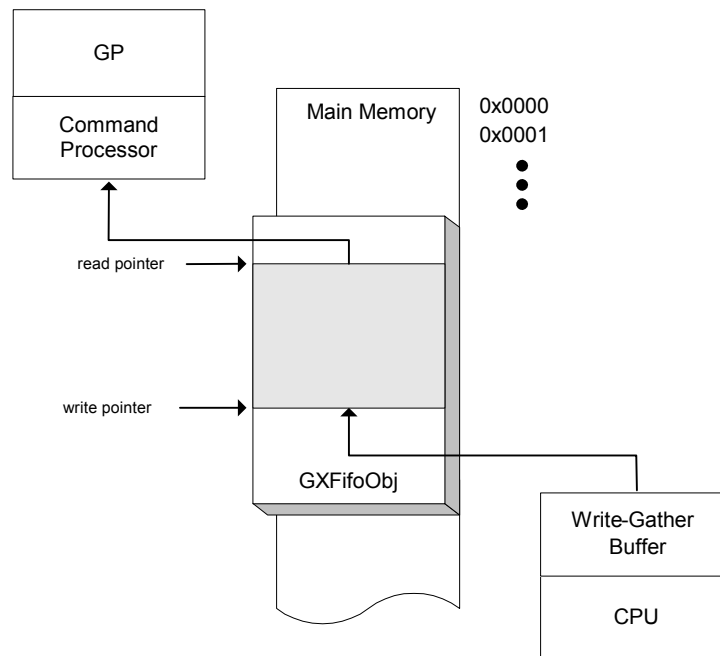 GP
Command
Processor
Main Memory
0x0000
0x0001
read pointer
write pointer
GXFifoObj
Write-Gather
Buffer
CPU